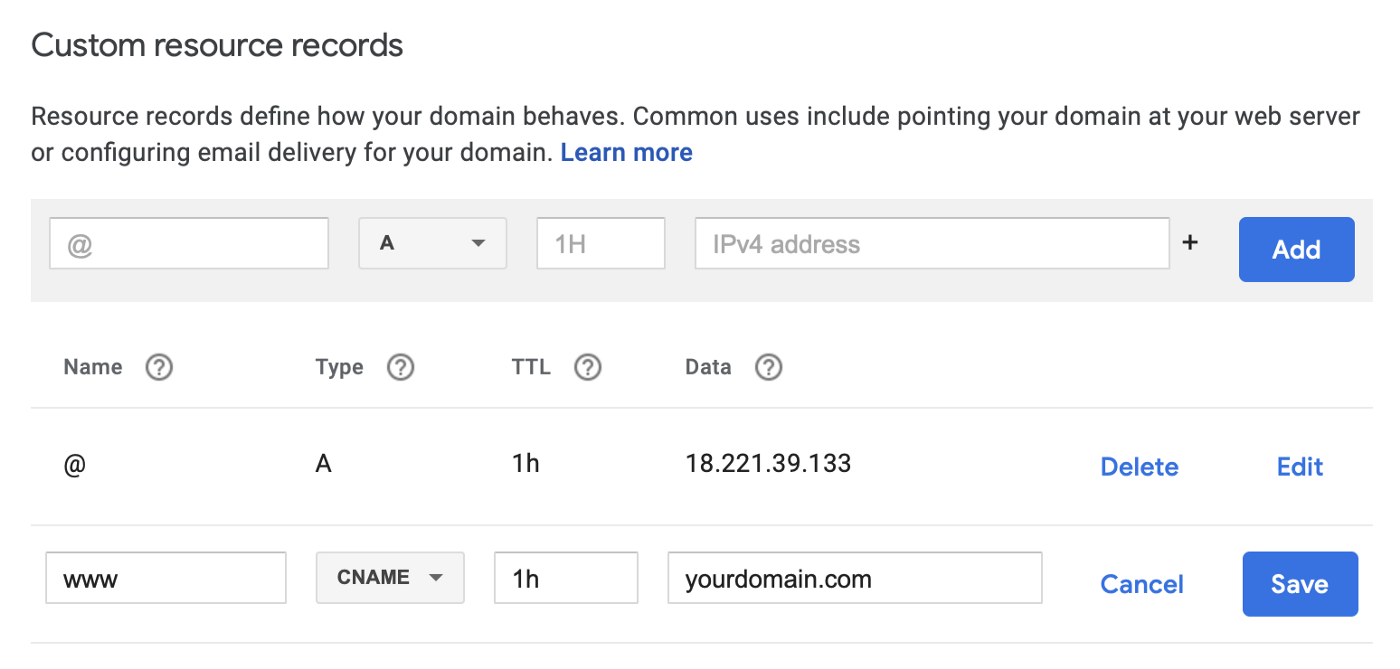 Custom resource records
Resource records define how your domain behaves. Common uses include pointing your domain at your web server
or configuring email delivery for your domain. Learn more
@ A 1H IPv4 address + Add
Name ? Type ? TTL ? Data ?
@ A 1h 18.221.39.133 Delete Edit
www CNAME 1h yourdomain.com Cancel Save